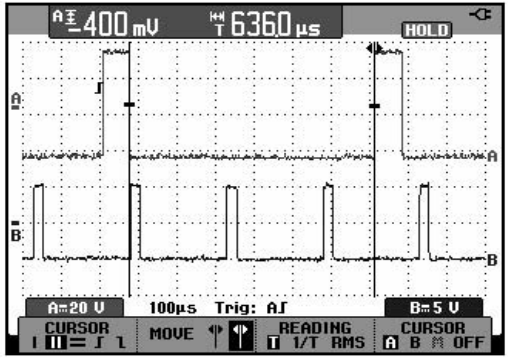 A -400 mV T 636.0 µs HOLD
A
A
B
B
A 20 V 100µs Trig: A B 5 V
CURSOR MOVE READING CURSOR
T 1/T RMS A B M OFF